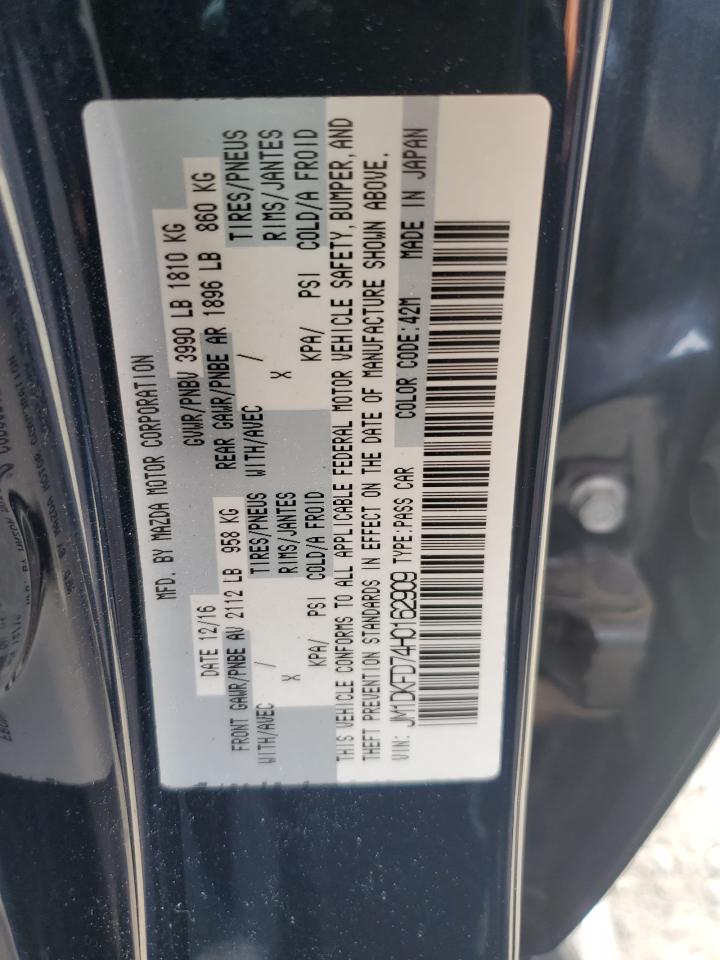 MFD. BY MAZDA MOTOR CORPORATION
DATE 12/16 GVWR/PNBV 3990 LB 1810 KG
FRONT GAWR/PNBE AV 2112 LB 958 KG REAR GAWR/PNBE AR 1896 LB 860 KG
WITH/AVEC / TIRES/PNEUS WITH/AVEC / TIRES/PNEUS
X RIMS/JANTES X RIMS/JANTES
KPA/ PSI COLD/A FROID KPA/ PSI COLD/A FROID
THIS VEHICLE CONFORMS TO ALL APPLICABLE FEDERAL MOTOR VEHICLE SAFETY, BUMPER, AND
THEFT PREVENTION STANDARDS IN EFFECT ON THE DATE OF MANUFACTURE SHOWN ABOVE.
VIN: JM1DKFD74H0162909 TYPE:PASS CAR COLOR CODE:42M MADE IN JAPAN